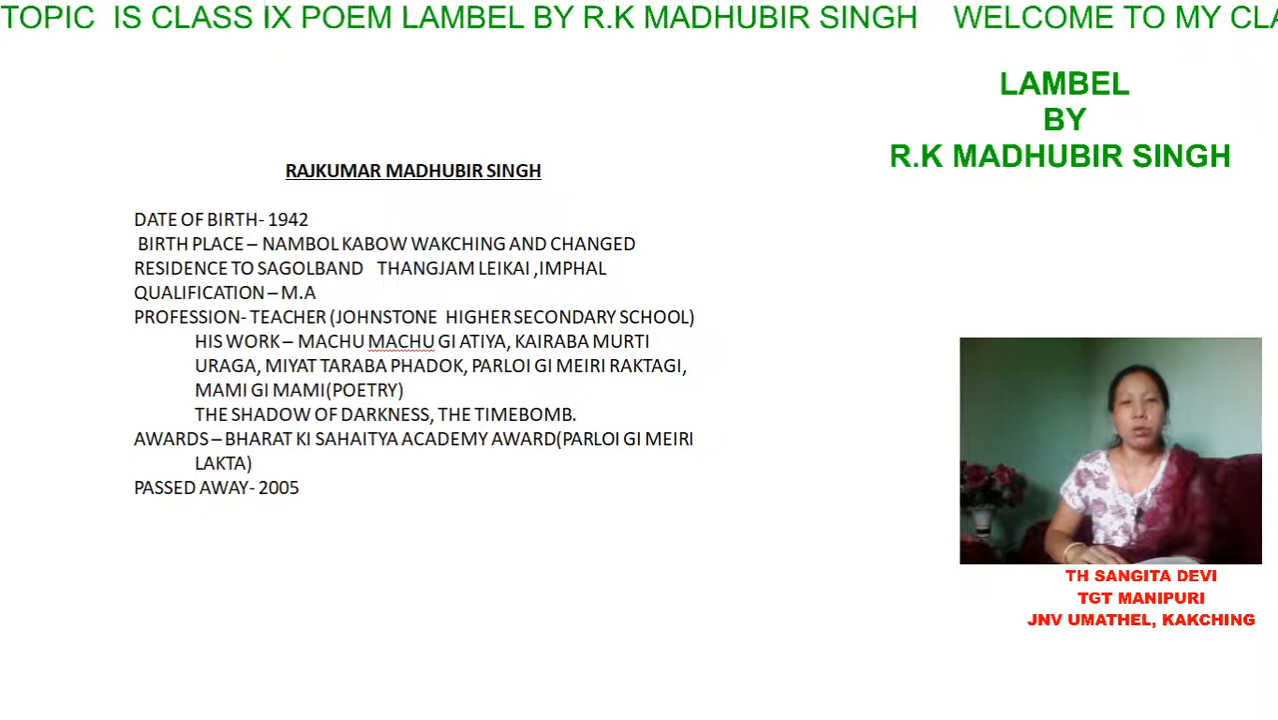 TOPIC IS CLASS IX POEM LAMBEL BY R.K MADHUBIR SINGH WELCOME TO MY CLA
LAMBEL
BY
R.K MADHUBIR SINGH
RAJKUMAR MADHUBIR SINGH
DATE OF BIRTH- 1942
BIRTH PLACE – NAMBOL KABOW WAKCHING AND CHANGED
RESIDENCE TO SAGOLBAND THANGJAM LEIKAI ,IMPHAL
QUALIFICATION – M.A
PROFESSION- TEACHER (JOHNSTONE HIGHER SECONDARY SCHOOL)
HIS WORK – MACHU MACHU GI ATIYA, KAIRABA MURTI
URAGA, MIYAT TARABA PHADOK, PARLOI GI MEIRI RAKTAGI,
MAMI GI MAMI(POETRY)
THE SHADOW OF DARKNESS, THE TIMEBOMB.
AWARDS – BHARAT KI SAHAITYA ACADEMY AWARD(PARLOI GI MEIRI
LAKTA)
PASSED AWAY- 2005
TH SANGITA DEVI
TGT MANIPURI
JNV UMATHEL, KAKCHING